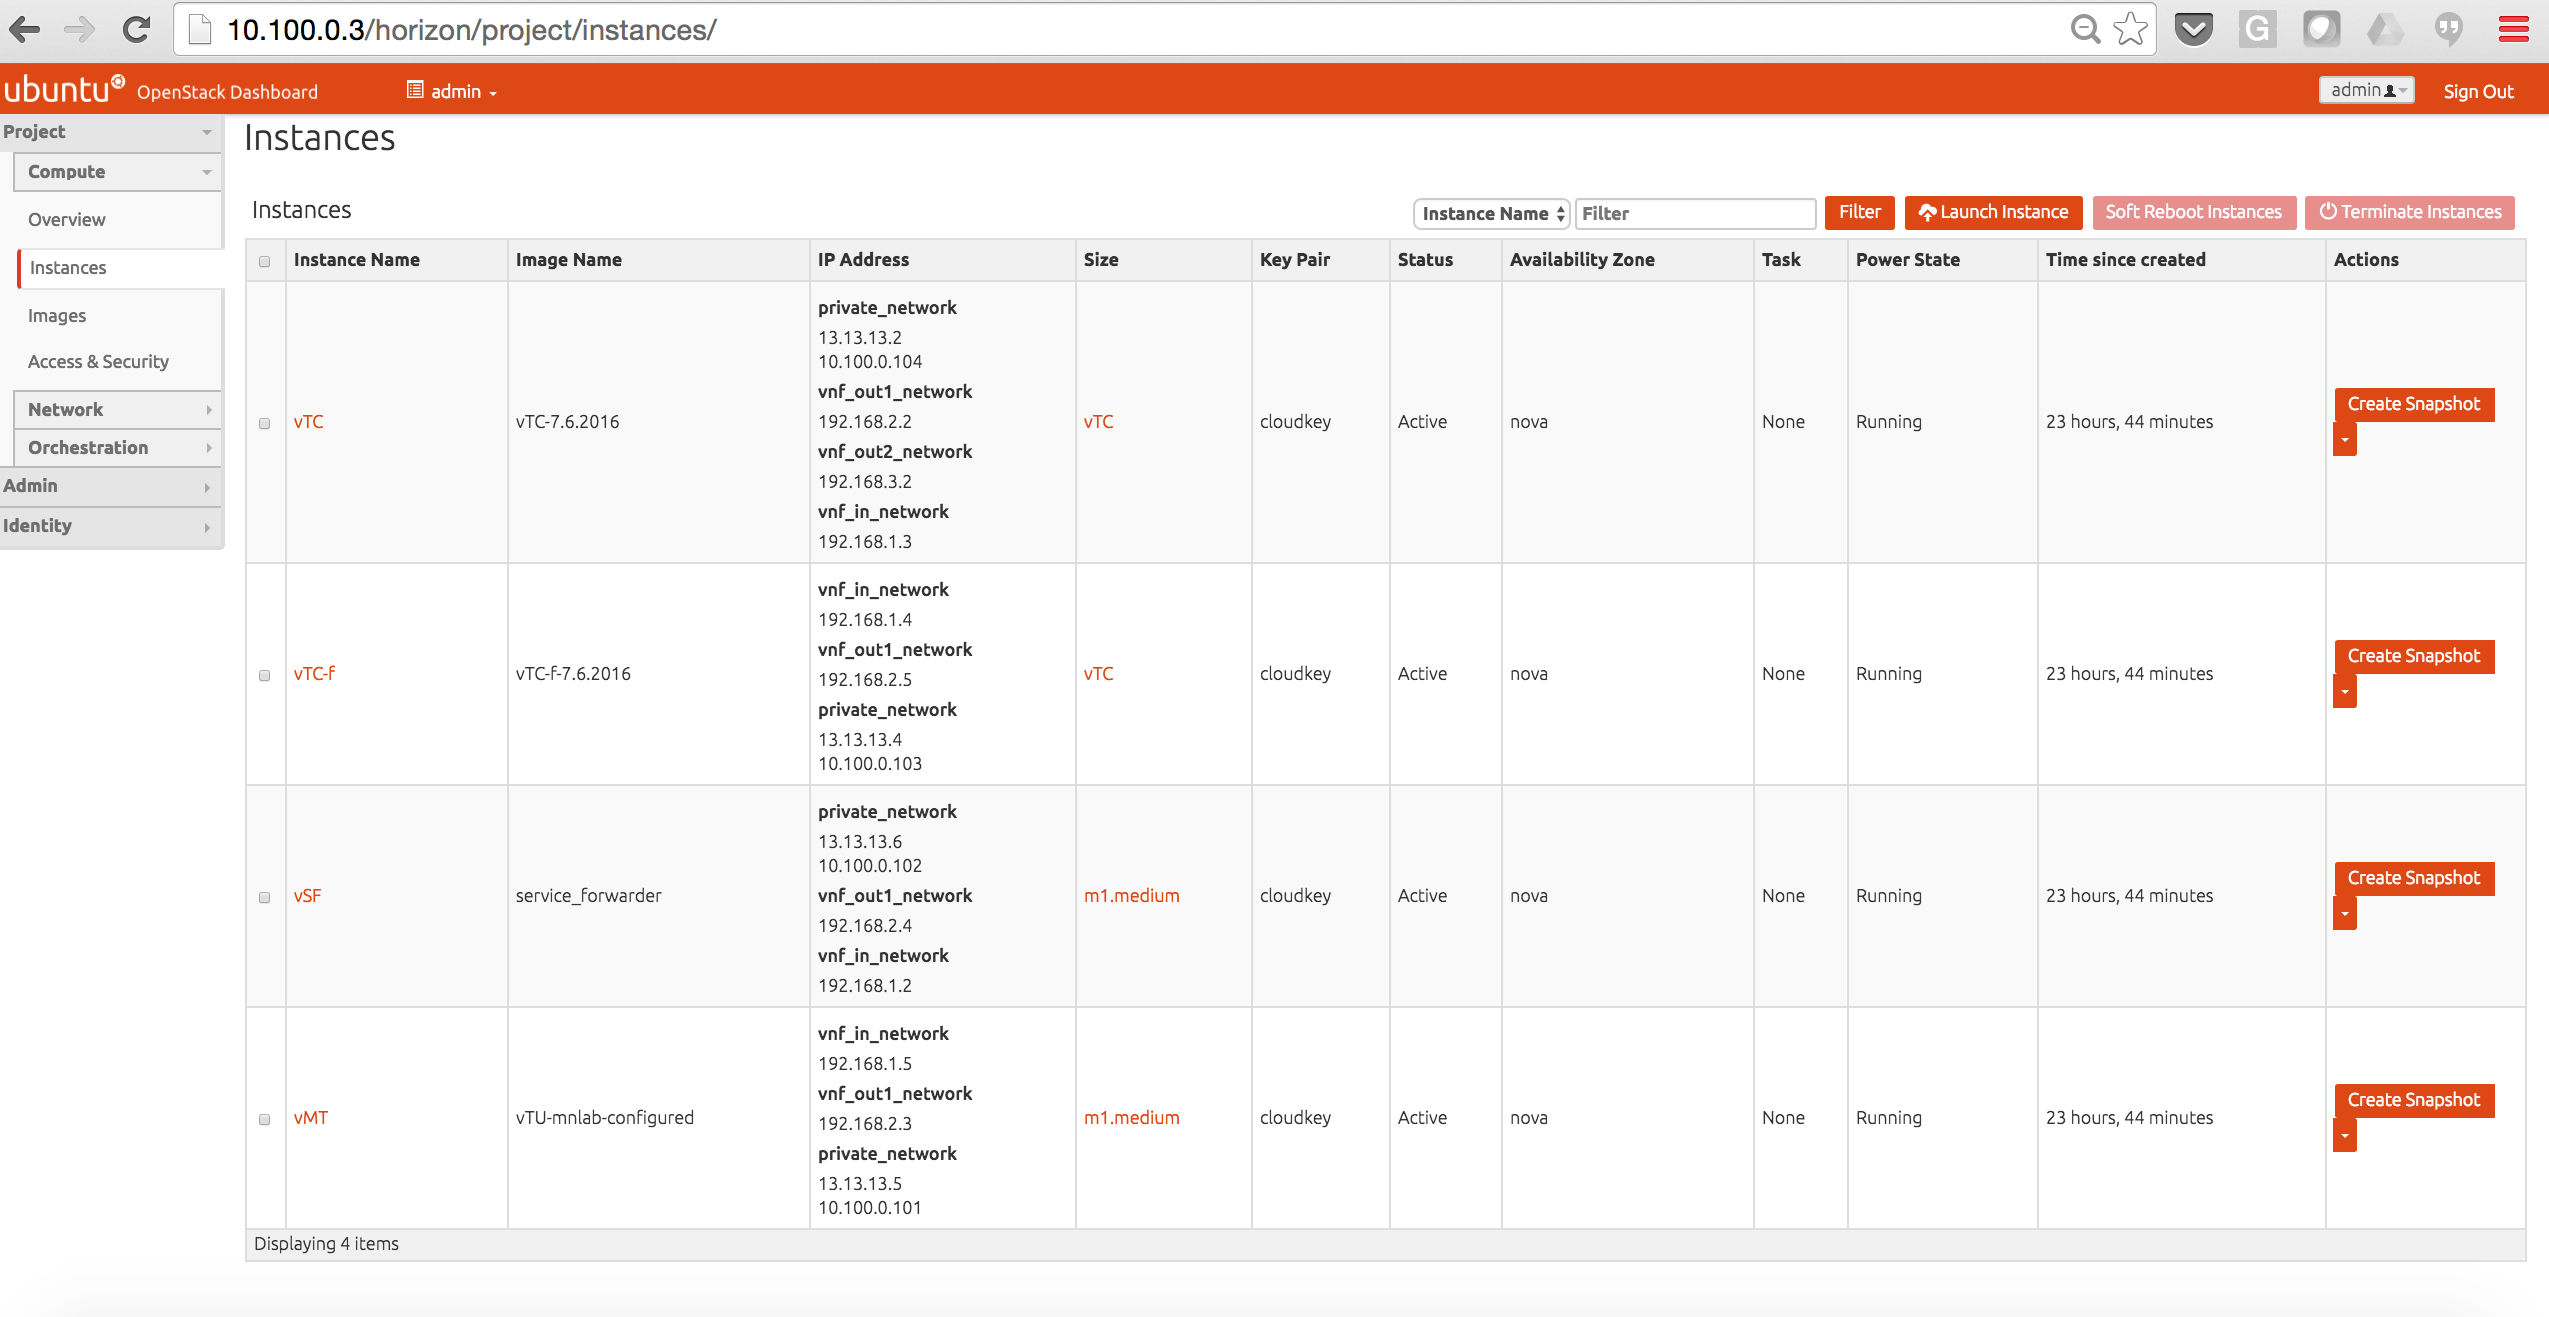 10.100.0.3/horizon/project/instances/
ubuntu OpenStack Dashboard admin admin Sign Out
Project
Compute
Overview
Instances
Images
Access & Security
Network
Orchestration
Admin
Identity
Instances
Instances Instance Name Filter Filter Launch Instance Soft Reboot Instances Terminate Instances
Instance Name Image Name IP Address Size Key Pair Status Availability Zone Task Power State Time since created Actions
private_network
13.13.13.2
10.100.0.104
vnf_out1_network
Create Snapshot
vTC vTC-7.6.2016 192.168.2.2 vTC cloudkey Active nova None Running 23 hours, 44 minutes
vnf_out2_network
192.168.3.2
vnf_in_network
192.168.1.3
vnf_in_network
192.168.1.4
vnf_out1_network
Create Snapshot
vTC-f vTC-f-7.6.2016 192.168.2.5 vTC cloudkey Active nova None Running 23 hours, 44 minutes
private_network
13.13.13.4
10.100.0.103
private_network
13.13.13.6
10.100.0.102
Create Snapshot
vSF service_forwarder vnf_out1_network m1.medium cloudkey Active nova None Running 23 hours, 44 minutes
192.168.2.4
vnf_in_network
192.168.1.2
vnf_in_network
192.168.1.5
vnf_out1_network
Create Snapshot
vMT vTU-mnlab-configured 192.168.2.3 m1.medium cloudkey Active nova None Running 23 hours, 44 minutes
private_network
13.13.13.5
10.100.0.101
Displaying 4 items